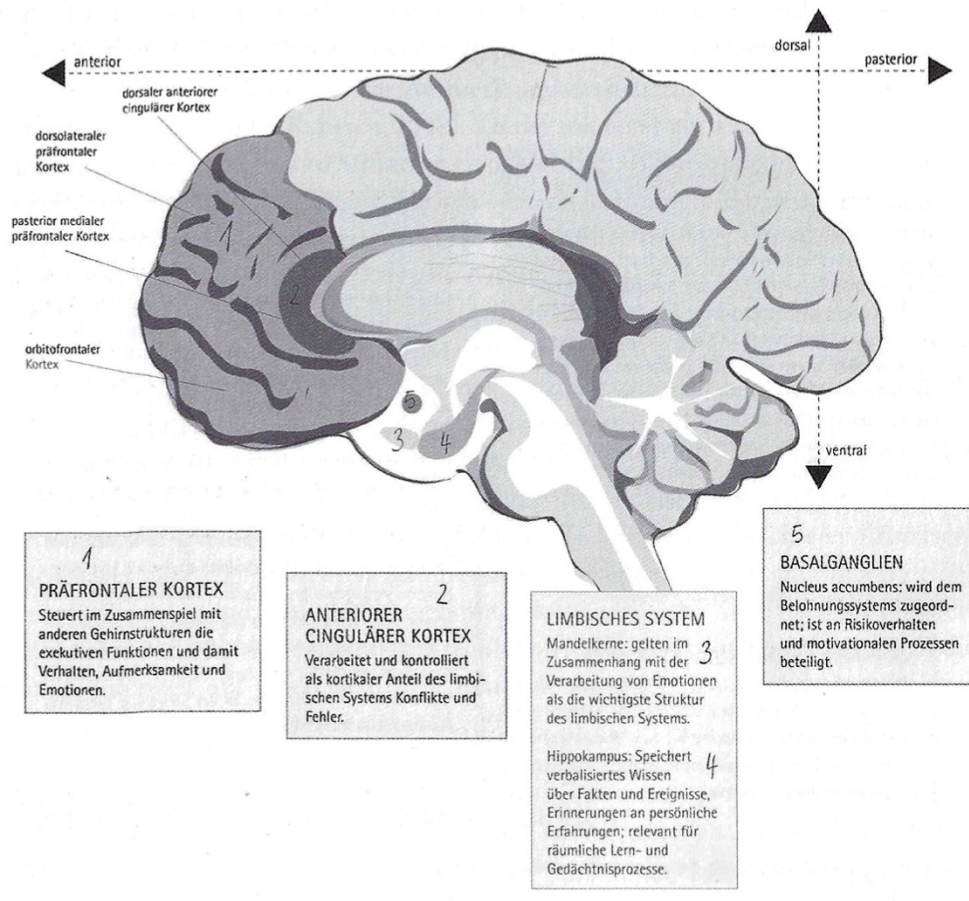 dorsal
anterior
pasterior
dorsaler anteriorer
cingulärer Kortex
dorsolateraler
präfrontaler
Kortex
1
pasterior medialer
präfrontaler Kortex
2
orbitofrontaler
Kortex
5
3
4
ventral
1
PRÄFRONTALER KORTEX
Steuert im Zusammenspiel mit
anderen Gehirnstrukturen die
exekutiven Funktionen und damit
Verhalten, Aufmerksamkeit und
Emotionen.
2
ANTERIORER
CINGULÄRER KORTEX
Verarbeitet und kontrolliert
als kortikaler Anteil des limbi-
schen Systems Konflikte und
Fehler.
LIMBISCHES SYSTEM
Mandelkerne: gelten im
Zusammenhang mit der 3
Verarbeitung von Emotionen
als die wichtigste Struktur
des limbischen Systems.
Hippokampus: Speichert
verbalisiertes Wissen 4
über Fakten und Ereignisse,
Erinnerungen an persönliche
Erfahrungen; relevant für
räumliche Lern- und
Gedächtnisprozesse.
5
BASALGANGLIEN
Nucleus accumbens: wird dem
Belohnungssystems zugeord-
net; ist an Risikoverhalten
und motivationalen Prozessen
beteiligt.